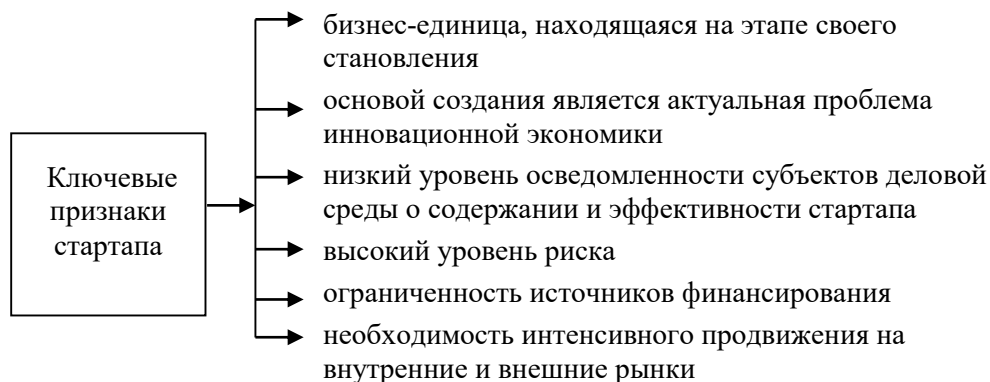 бизнес-единица, находящаяся на этапе своего
становления
основой создания является актуальная проблема
инновационной экономики
Ключевые
признаки
стартапа
низкий уровень осведомленности субъектов деловой
среды о содержании и эффективности стартапа
высокий уровень риска
ограниченность источников финансирования
необходимость интенсивного продвижения на
внутренние и внешние рынки